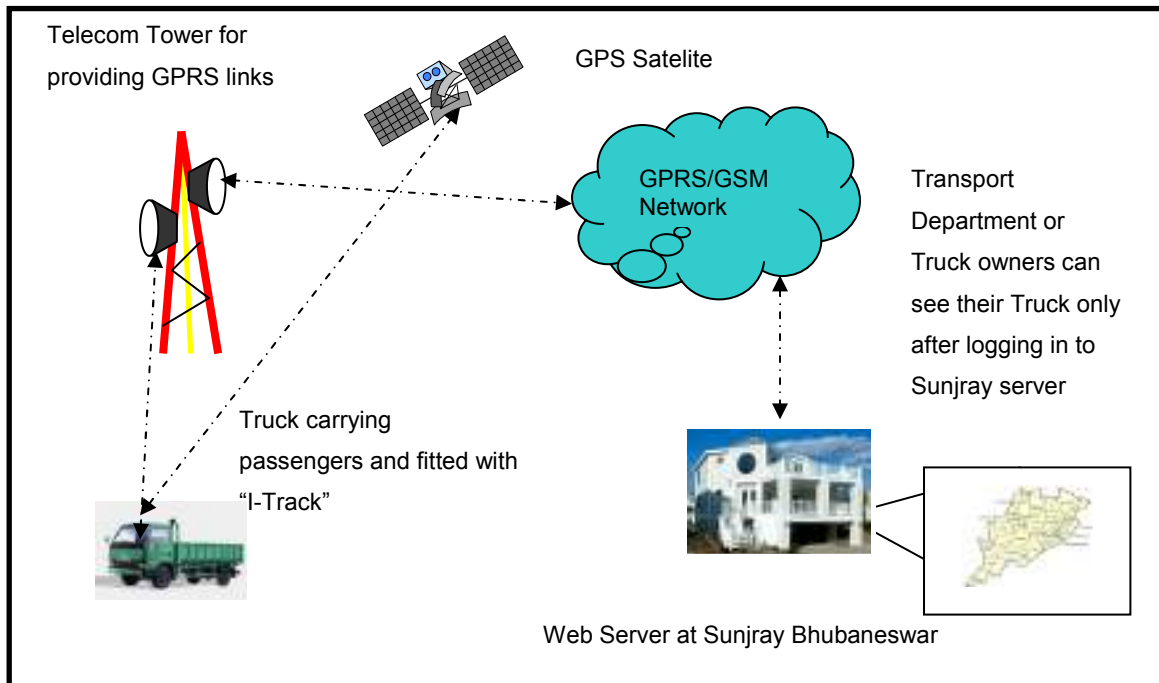 Telecom Tower for
providing GPRS links
GPS Satelite
GPRS/GSM
Network
Transport
Department or
Truck owners can
see their Truck only
after logging in to
Sunjray server
Truck carrying
passengers and fitted with
“I-Track”
Web Server at Sunjray Bhubaneswar